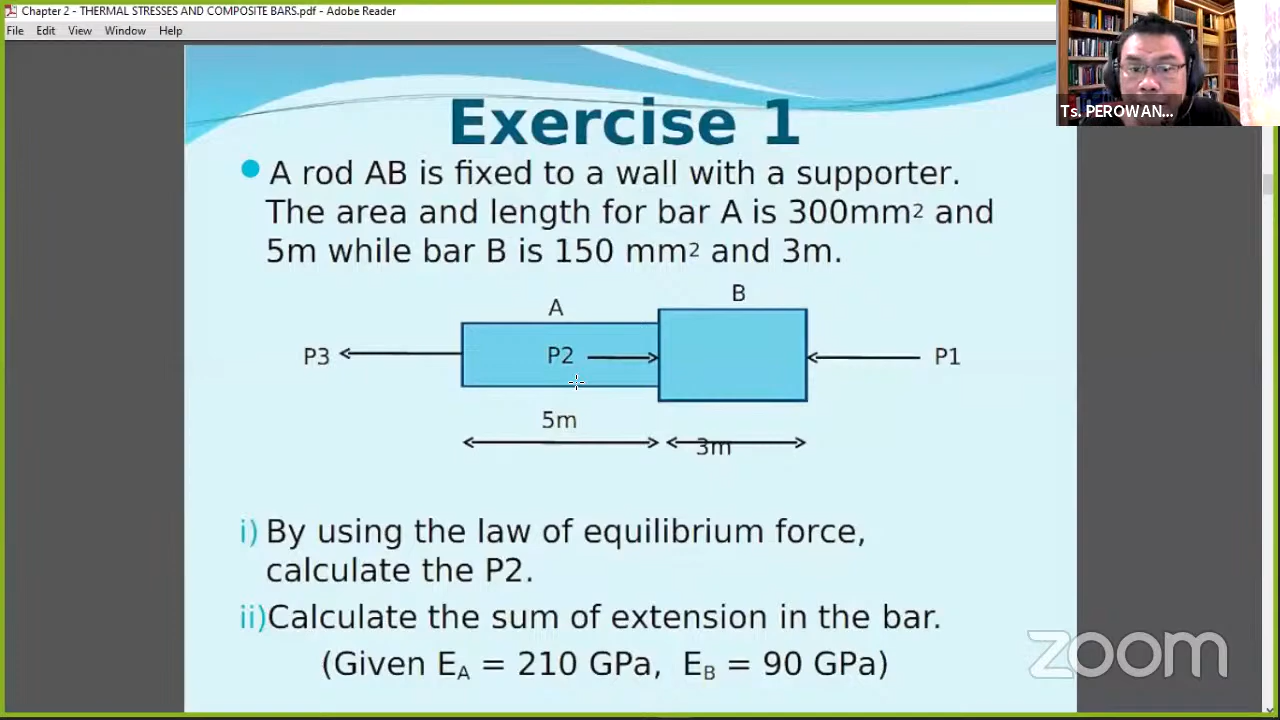 Chapter 2 - THERMAL STRESSES AND COMPOSITE BARS.pdf - Adobe Reader
File Edit View Window Help
Ts. PEROWAN...
Exercise 1
A rod AB is fixed to a wall with a supporter.
The area and length for bar A is 300mm² and
5m while bar B is 150 mm² and 3m.
B
A
P3
P2
P1
5m
3m
i) By using the law of equilibrium force,
calculate the P2.
ii)Calculate the sum of extension in the bar.
(Given EA = 210 GPa, EB = 90 GPa)
zoom